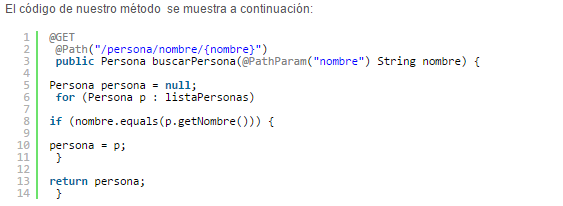 El código de nuestro método se muestra a continuación:
1 @GET
2 @Path("/persona/nombre/{nombre}")
3 public Persona buscarPersona(@PathParam("nombre") String nombre) {
4
5 Persona persona = null;
6 for (Persona p : listaPersonas)
7
8 if (nombre.equals(p.getNombre())) {
9
10 persona = p;
11 }
12
13 return persona;
14 }